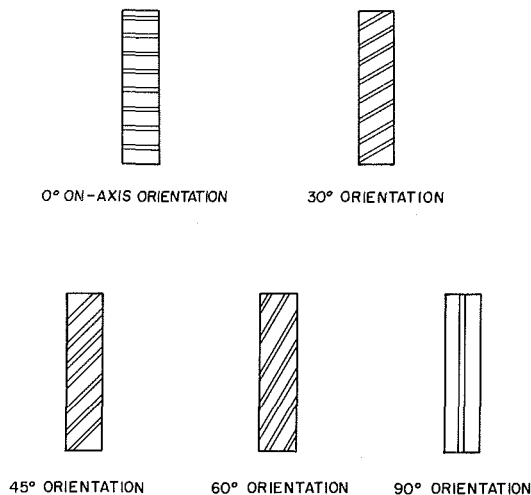 0° ON-AXIS ORIENTATION
30° ORIENTATION
45° ORIENTATION
60° ORIENTATION
90° ORIENTATION